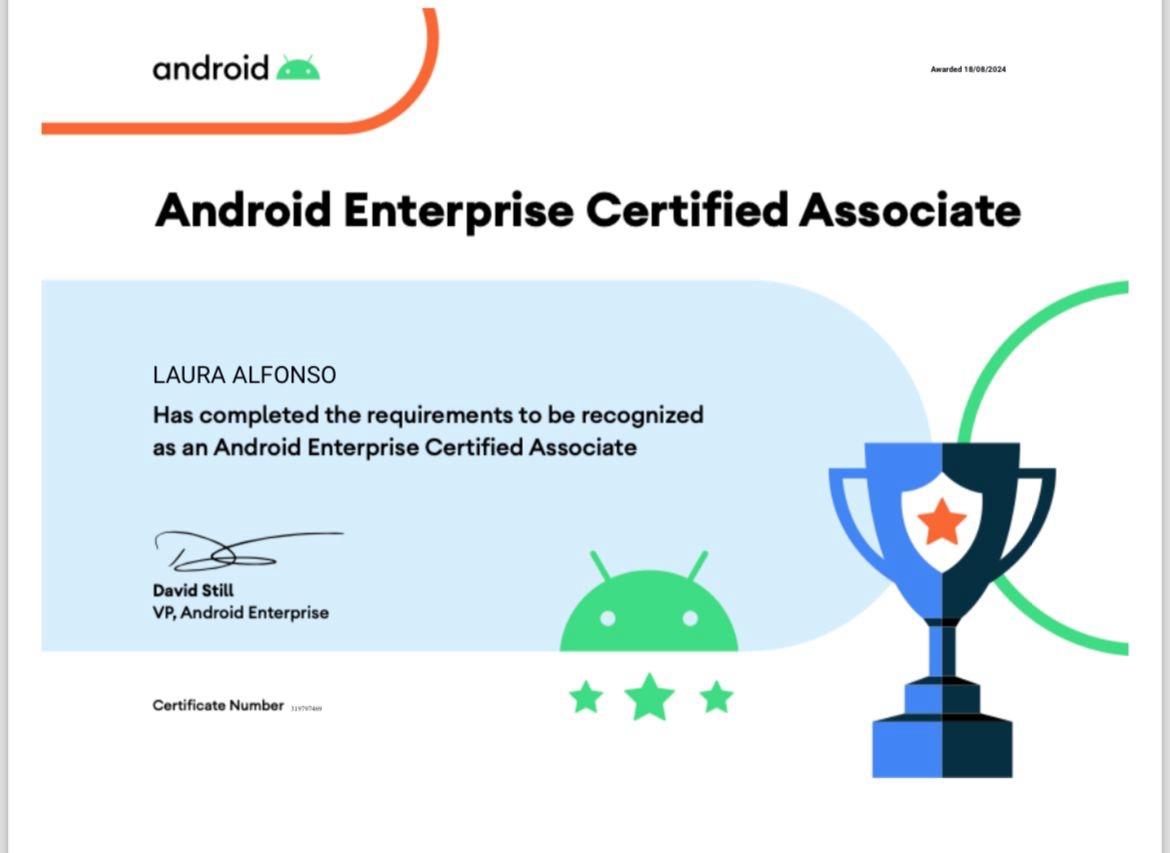 android
Awarded 18/08/2024
Android Enterprise Certified Associate
LAURA ALFONSO
Has completed the requirements to be recognized
as an Android Enterprise Certified Associate
David Still
VP, Android Enterprise
Certificate Number 319797469